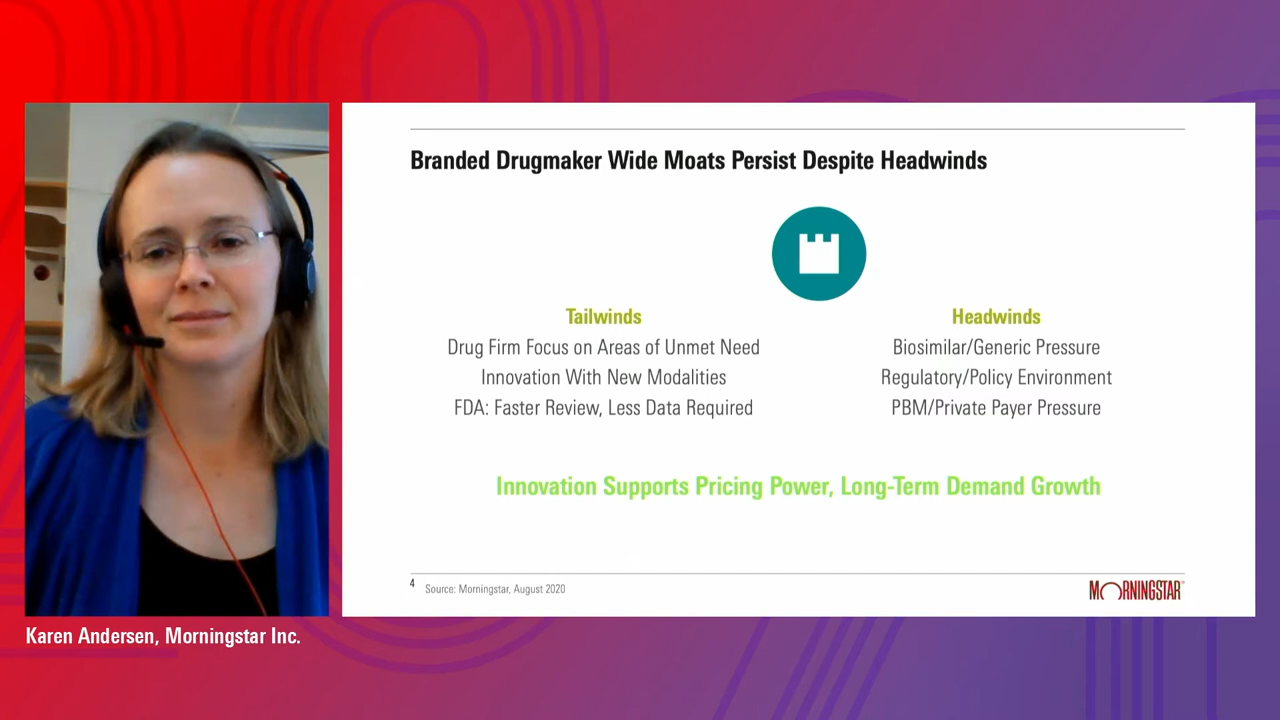 Branded Drugmaker Wide Moats Persist Despite Headwinds
Tailwinds
Drug Firm Focus on Areas of Unmet Need
Innovation With New Modalities
FDA: Faster Review, Less Data Required
Headwinds
Biosimilar/Generic Pressure
Regulatory/Policy Environment
PBM/Private Payer Pressure
Innovation Supports Pricing Power, Long-Term Demand Growth
4
Source: Morningstar, August 2020
MORNINGSTAR®
Karen Andersen, Morningstar Inc.